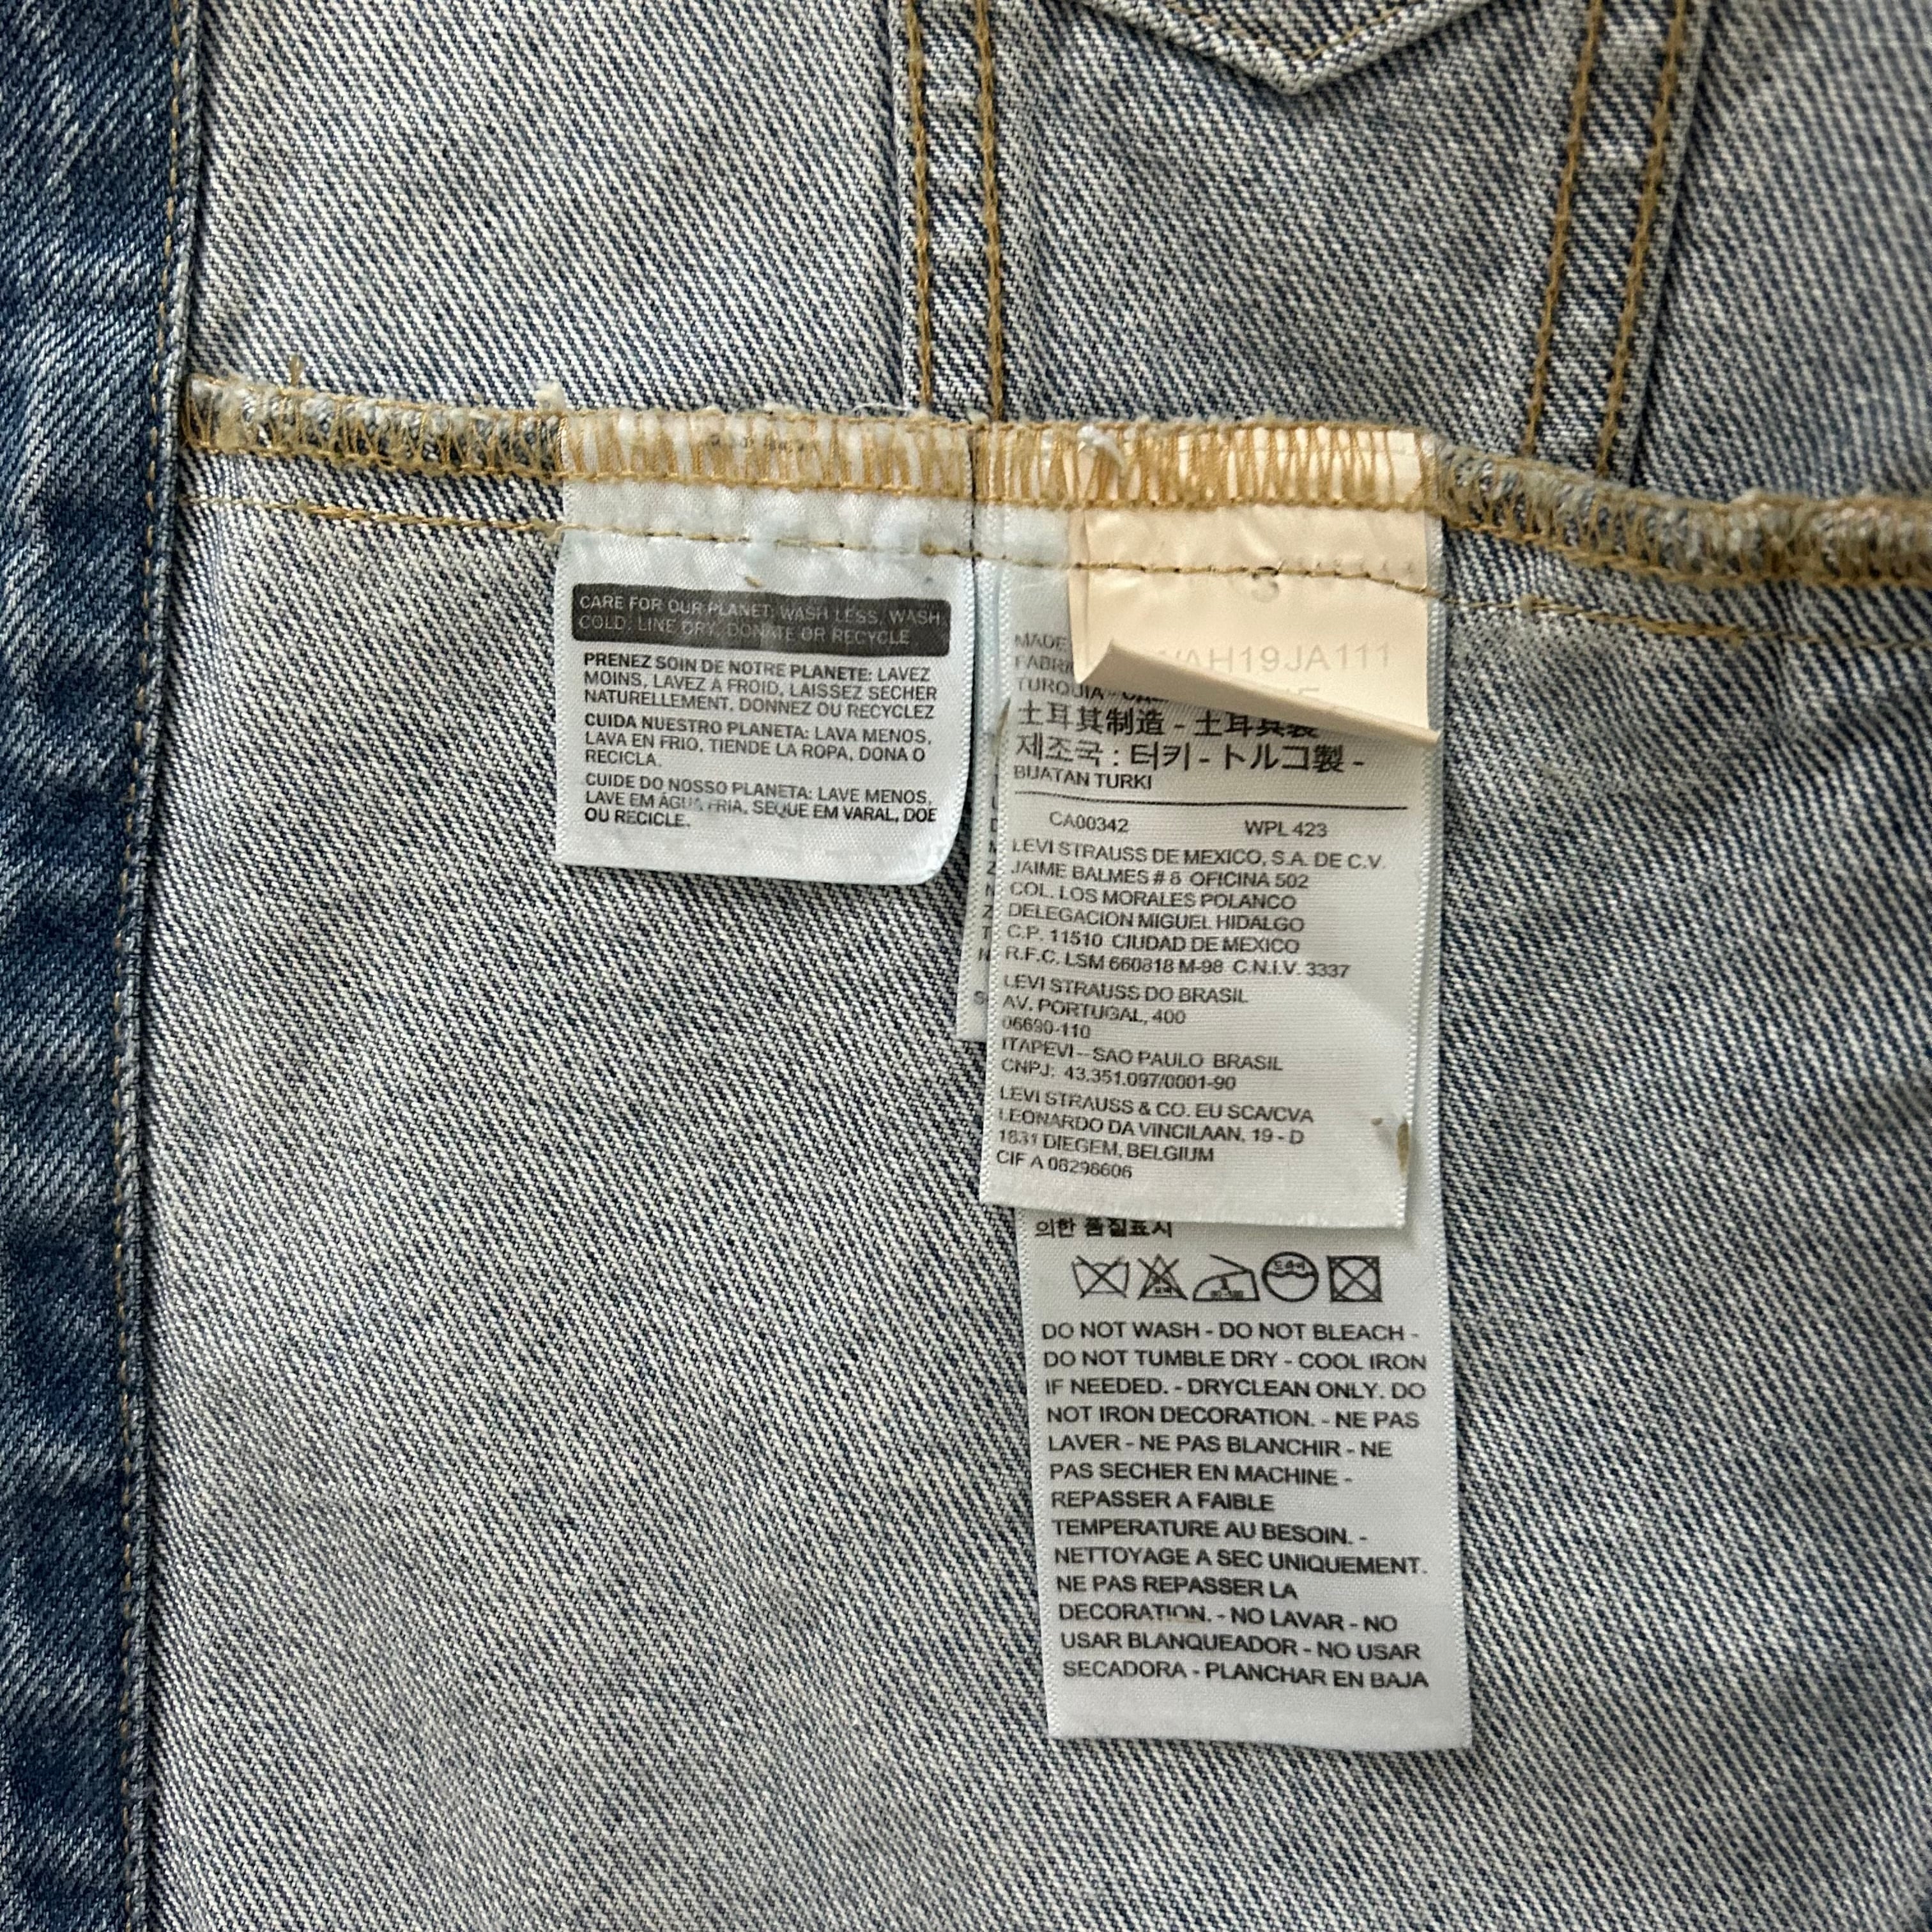 CARE FOR OUR PLANET: WASH LESS, WASH
COLD, LINE DRY, DONATE OR RECYCLE
PRENEZ SOIN DE NOTRE PLANETE: LAVEZ
MOINS, LAVEZ A FROID, LAISSEZ SECHER
NATURELLEMENT, DONNEZ OU RECYCLEZ
CUIDA NUESTRO PLANETA: LAVA MENOS,
LAVA EN FRIO, TIENDE LA ROPA, DONA O
RECICLA.
CUIDE DO NOSSO PLANETA: LAVE MENOS,
LAVE EM ÁGUA FRIA, SEQUE EM VARAL, DOE
OU RECICLE.
3
AH19JA111
MADE
FABRI
TURQUIA -
土耳其制造 - 土耳其製
제조국 : 터키 - トルコ製 -
BUATAN TURKI
CA00342 WPL 423
LEVI STRAUSS DE MEXICO, S.A. DE C.V.
JAIME BALMES # 8 OFICINA 502
COL. LOS MORALES POLANCO
DELEGACION MIGUEL HIDALGO
C.P. 11510 CIUDAD DE MEXICO
R.F.C. LSM 660818 M-98 C.N.I.V. 3337
LEVI STRAUSS DO BRASIL
AV. PORTUGAL, 400
06690-110
ITAPEVI - SAO PAULO BRASIL
CNPJ: 43.351.097/0001-90
LEVI STRAUSS & CO. EU SCA/CVA
LEONARDO DA VINCILAAN, 19 - D
1831 DIEGEM, BELGIUM
CIF A 08298606
의한 품질표시
드라이
DO NOT WASH - DO NOT BLEACH -
DO NOT TUMBLE DRY - COOL IRON
IF NEEDED. - DRYCLEAN ONLY. DO
NOT IRON DECORATION. - NE PAS
LAVER - NE PAS BLANCHIR - NE
PAS SECHER EN MACHINE -
REPASSER A FAIBLE
TEMPERATURE AU BESOIN. -
NETTOYAGE A SEC UNIQUEMENT.
NE PAS REPASSER LA
DECORATION. - NO LAVAR - NO
USAR BLANQUEADOR - NO USAR
SECADORA - PLANCHAR EN BAJA